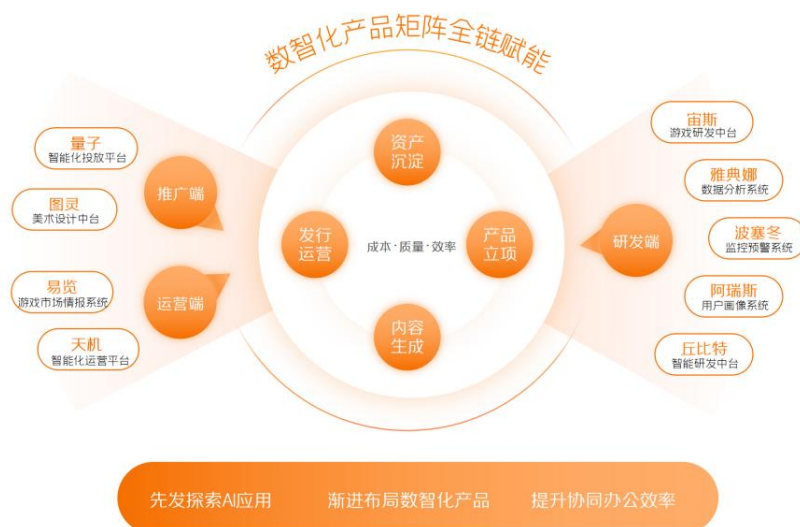 数智化产品矩阵全链赋能
量子
智能化投放平台
图灵
美术设计中台
易览
游戏市场情报系统
天机
智能化运营平台
推广端
运营端
资产
沉淀
发行
运营
成本·质量·效率
产品
立项
内容
生成
研发端
宙斯
游戏研发中台
雅典娜
数据分析系统
波塞冬
监控预警系统
阿瑞斯
用户画像系统
丘比特
智能研发中台
先发探索AI应用
渐进布局数智化产品
提升协同办公效率